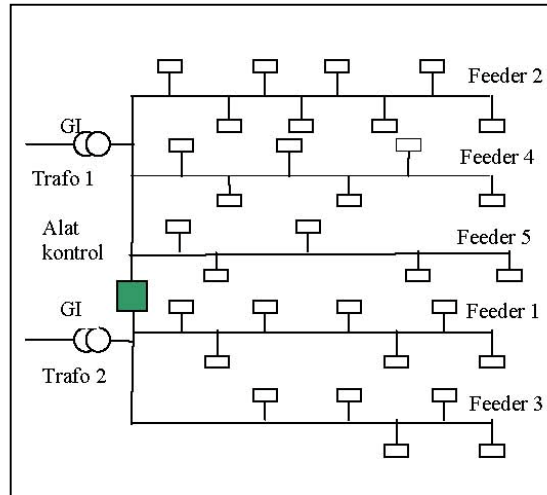 Feeder 2
GI
Feeder 4
Trafo 1
Alat
kontrol
Feeder 5
GI
Feeder 1
Trafo 2
Feeder 3